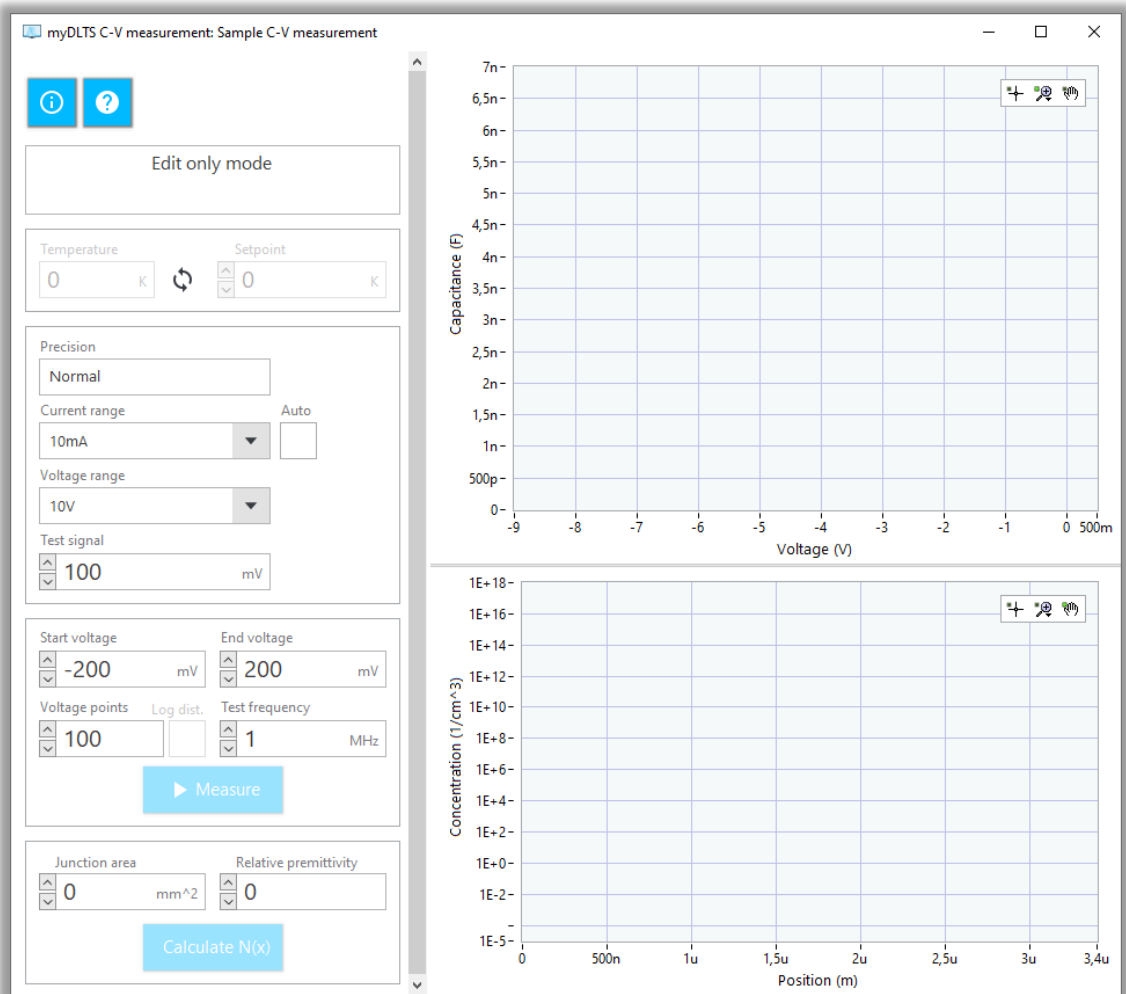 myDLTS C-V measurement: Sample C-V measurement
Edit only mode
Temperature
Setpoint
0 K
0 K
Precision
Normal
Current range
Auto
10mA
Voltage range
10V
Test signal
100 mV
Start voltage
End voltage
-200 mV
200 mV
Voltage points
Log dist.
Test frequency
100
1 MHz
Measure
Junction area
Relative premittivity
0 mm^2
0
Calculate N(x)
7n
6,5n
6n
5,5n
5n
4,5n
4n
3,5n
3n
2,5n
2n
1,5n
1n
500p
0
Capacitance (F)
-9 -8 -7 -6 -5 -4 -3 -2 -1 0 500m
Voltage (V)
1E+18
1E+16
1E+14
1E+12
1E+10
1E+8
1E+6
1E+4
1E+2
1E+0
1E-2
1E-5
Concentration (1/cm^3)
0 500n 1u 1,5u 2u 2,5u 3u 3,4u
Position (m)